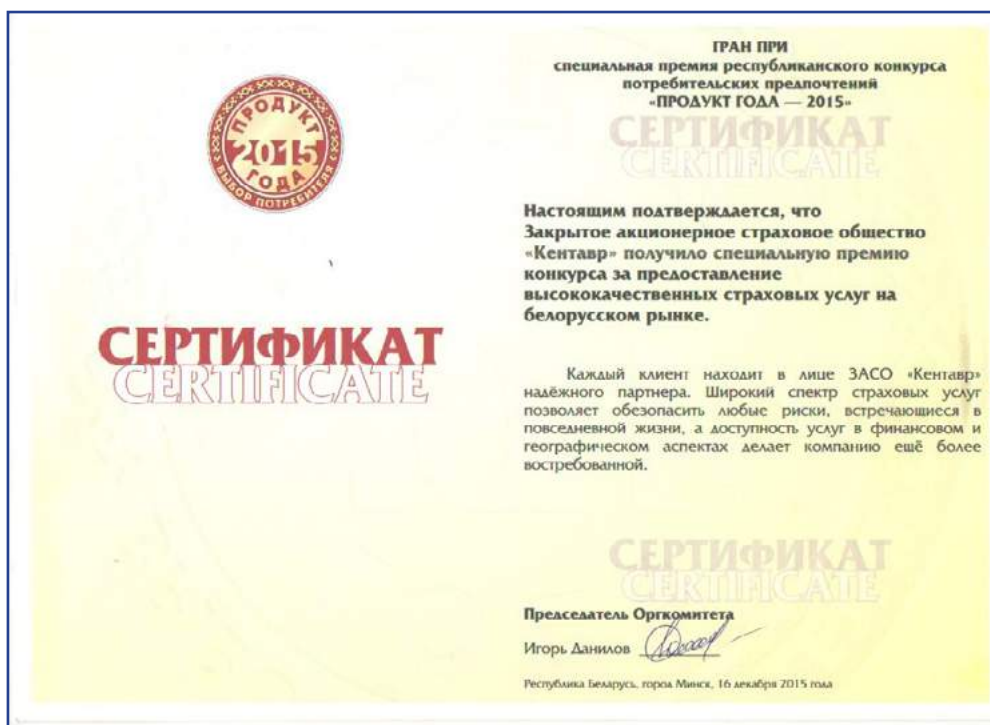 ПРОДУКТ
2015
ГОДА
ВЫБОР ПОТРЕБИТЕЛЯ
СЕРТИФИКАТ
CERTIFICATE
ГРАН ПРИ
специальная премия республиканского конкурса
потребительских предпочтений
«ПРОДУКТ ГОДА — 2015»
СЕРТИФИКАТ
CERTIFICATE
Настоящим подтверждается, что
Закрытое акционерное страховое общество
«Кентавр» получило специальную премию
конкурса за предоставление
высококачественных страховых услуг на
белорусском рынке.
Каждый клиент находит в лице ЗАСО «Кентавр»
надёжного партнера. Широкий спектр страховых услуг
позволяет обезопасить любые риски, встречающиеся в
повседневной жизни, а доступность услуг в финансовом и
географическом аспектах делает компанию ещё более
востребованной.
СЕРТИФИКАТ
CERTIFICATE
Председатель Оргкомитета
Игорь Данилов
Республика Беларусь, город Минск, 16 декабря 2015 года